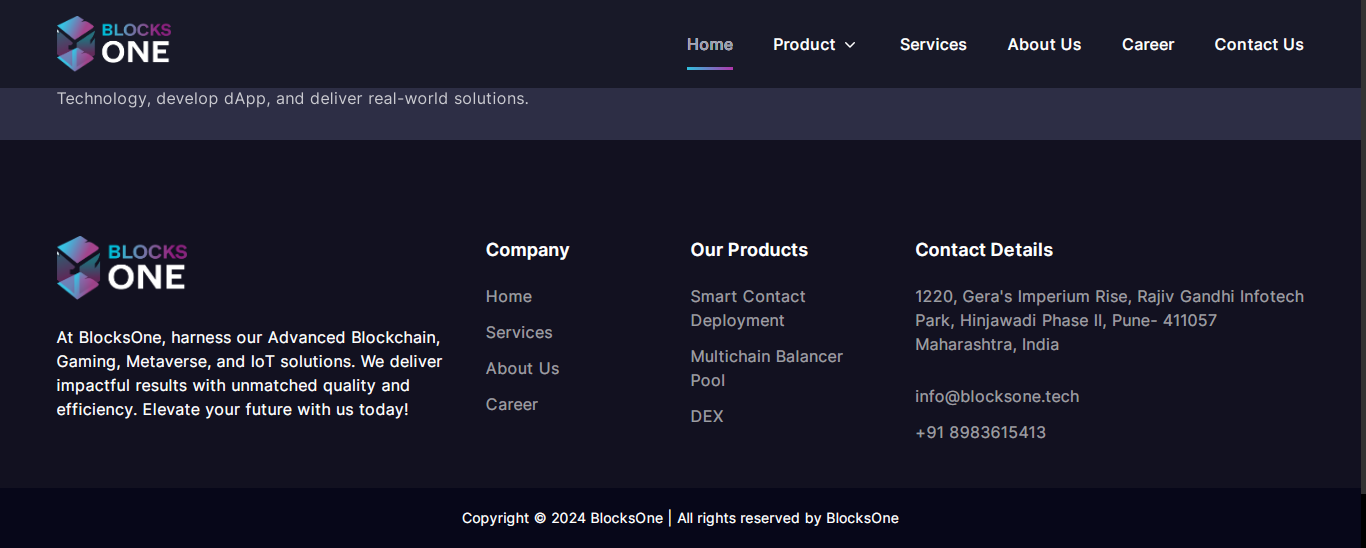 BLOCKS
ONE
Home Product Services About Us Career Contact Us
Technology, develop dApp, and deliver real-world solutions.
BLOCKS
ONE
At BlocksOne, harness our Advanced Blockchain,
Gaming, Metaverse, and IoT solutions. We deliver
impactful results with unmatched quality and
efficiency. Elevate your future with us today!
Company
Home
Services
About Us
Career
Our Products
Smart Contact
Deployment
Multichain Balancer
Pool
DEX
Contact Details
1220, Gera's Imperium Rise, Rajiv Gandhi Infotech
Park, Hinjawadi Phase II, Pune- 411057
Maharashtra, India
info@blocksone.tech
+91 8983615413
Copyright © 2024 BlocksOne | All rights reserved by BlocksOne